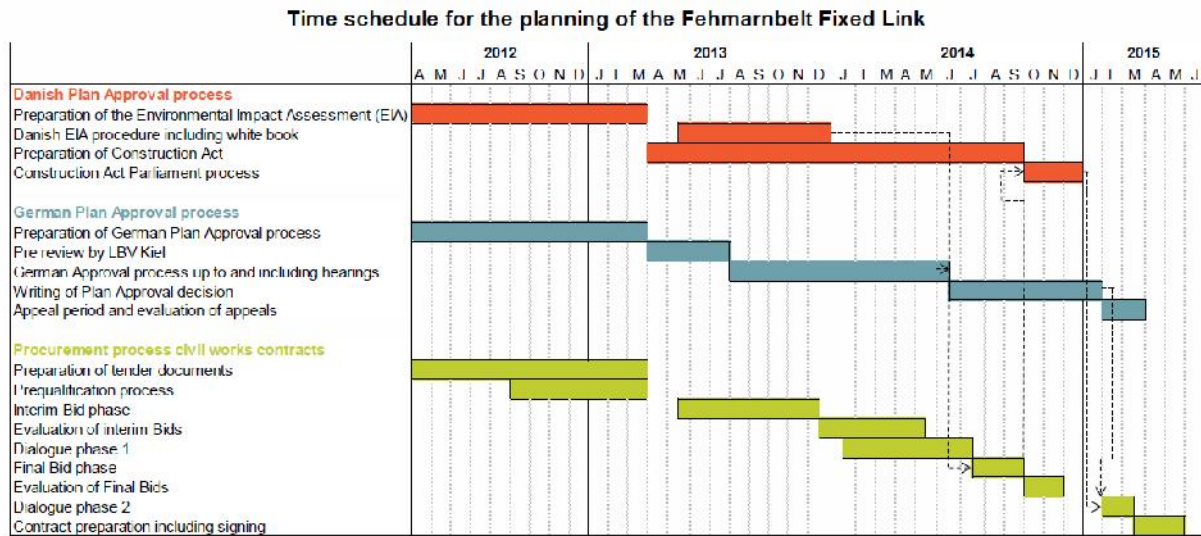 Time schedule for the planning of the Fehmarnbelt Fixed Link
2012 2013 2014 2015
A M J J A S O N D J F M A M J J A S O N D J F M A M J J A S O N D J F M A M J
Danish Plan Approval process
Preparation of the Environmental Impact Assessment (EIA)
Danish EIA procedure including white book
Preparation of Construction Act
Construction Act Parliament process
German Plan Approval process
Preparation of German Plan Approval process
Pre review by LBV Kiel
German Approval process up to and including hearings
Writing of Plan Approval decision
Appeal period and evaluation of appeals
Procurement process civil works contracts
Preparation of tender documents
Prequalification process
Interim Bid phase
Evaluation of interim Bids
Dialogue phase 1
Final Bid phase
Evaluation of Final Bids
Dialogue phase 2
Contract preparation including signing